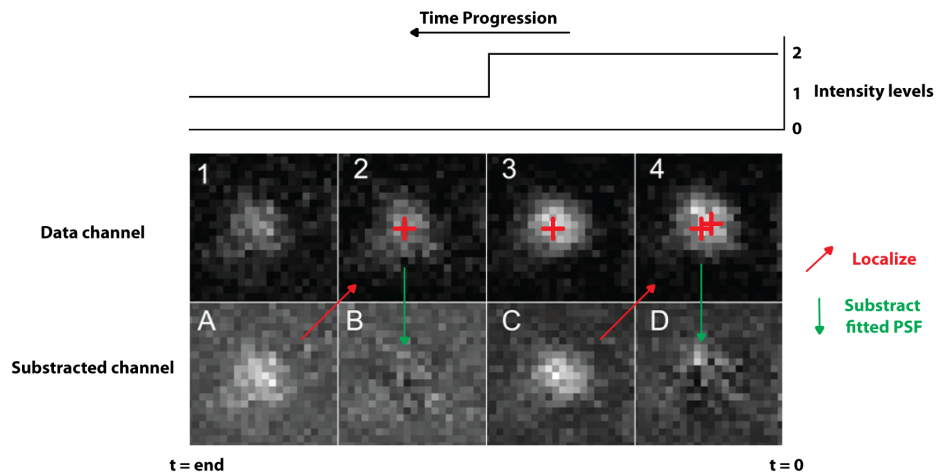 Time Progression
2
1
0
Intensity levels
1
2
3
4
Data channel
Localize
Substract
fitted PSF
A
B
C
D
Substracted channel
t = end
t = 0